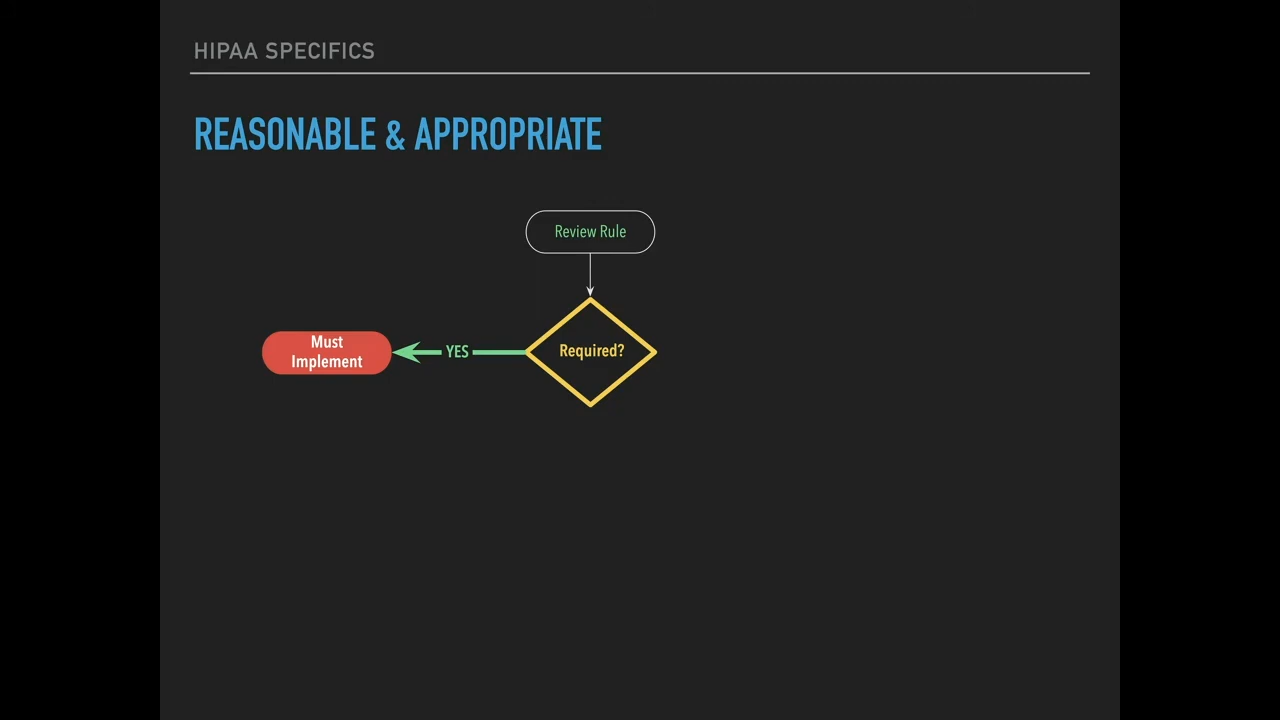 HIPAA SPECIFICS
REASONABLE & APPROPRIATE
Review Rule
Must
Implement
YES
Required?